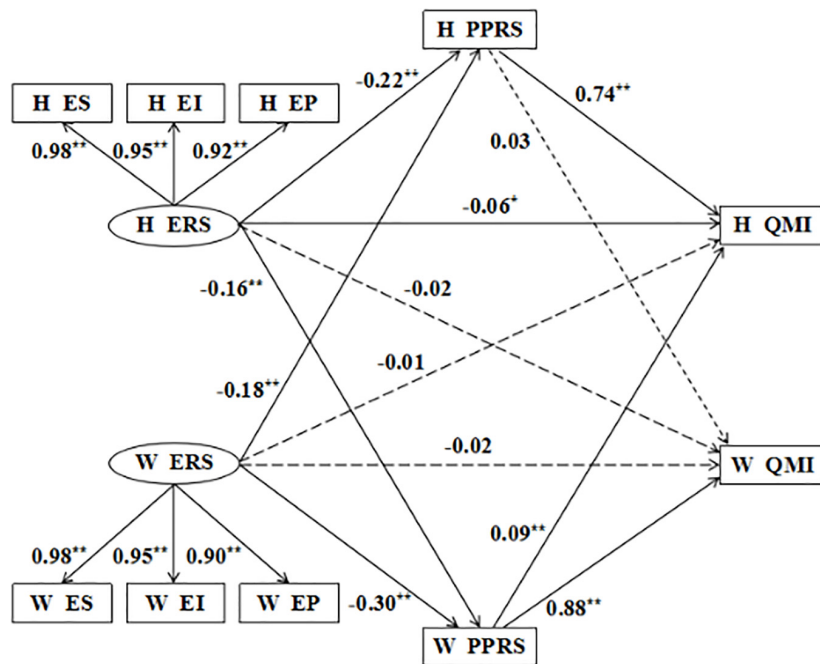 H PPRS
-0.22**
0.74**
H ES
H EI
H EP
0.98**
0.95**
0.92**
0.03
H ERS
-0.06*
H QMI
-0.16**
-0.02
-0.01
-0.18**
W ERS
-0.02
W QMI
0.98**
0.95**
0.90**
0.09**
W ES
W EI
W EP
-0.30**
0.88**
W PPRS